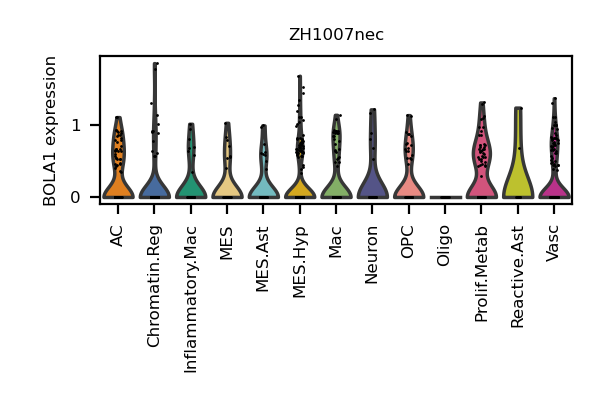 ZH1007nec
BOLA1 expression
1
0
AC
Chromatin.Reg
Inflammatory.Mac
MES
MES.Ast
MES.Hyp
Mac
Neuron
OPC
Oligo
Prolif.Metab
Reactive.Ast
Vasc